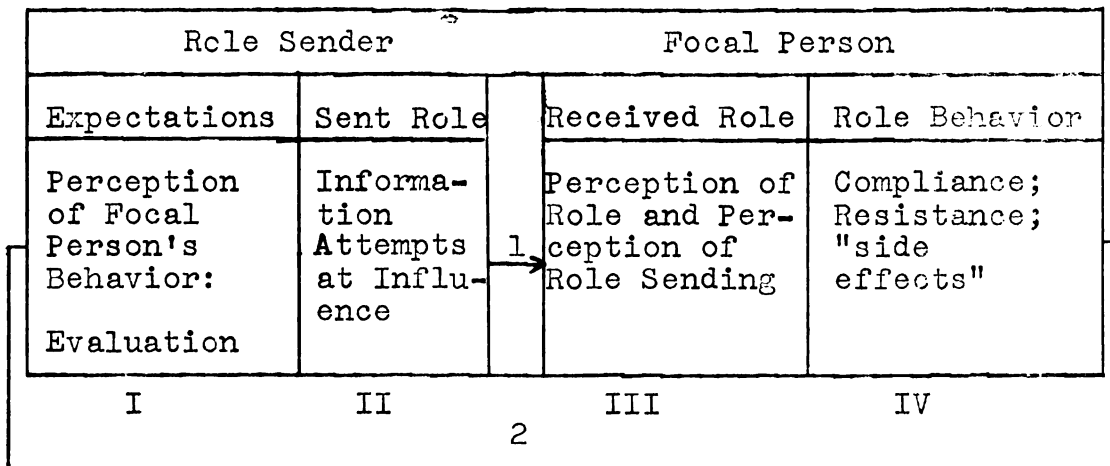 Role Sender Focal Person
Expectations Sent Role Received Role Role Behavior
Perception Informa- Perception of Compliance;
of Focal tion Role and Per- Resistance;
Person's Attempts ception of "side
Behavior: at Influ- 1 Role Sending effects"
ence
Evaluation
I II III IV
2